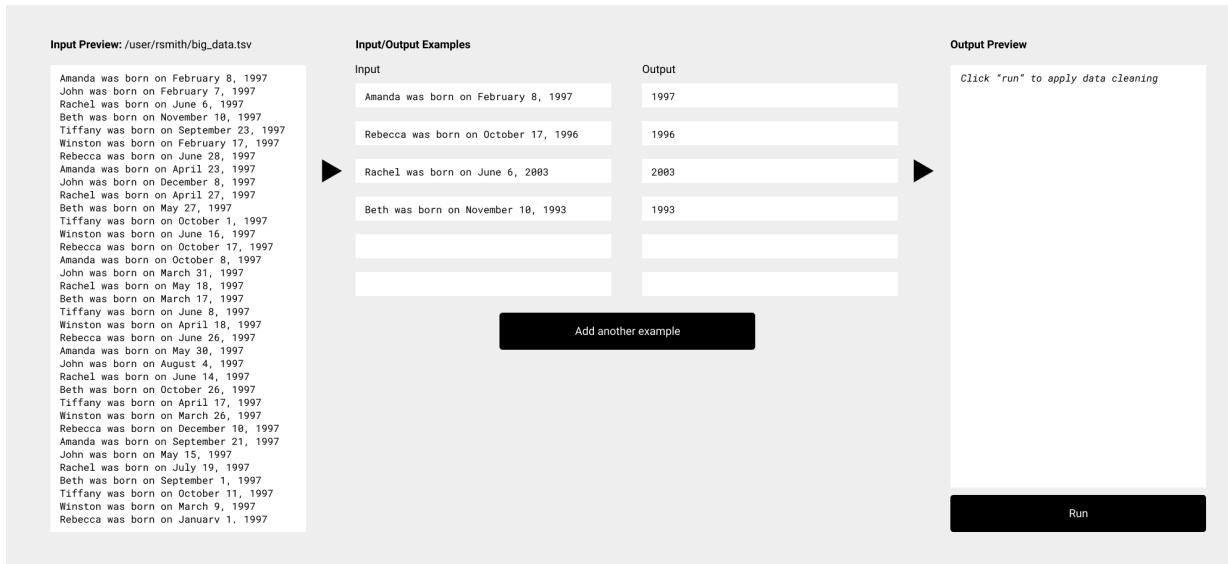 Input Preview: /user/rsmith/big_data.tsv
Amanda was born on February 8, 1997
John was born on February 7, 1997
Rachel was born on June 6, 1997
Beth was born on November 10, 1997
Tiffany was born on September 23, 1997
Winston was born on February 17, 1997
Rebecca was born on June 28, 1997
Amanda was born on April 23, 1997
John was born on December 8, 1997
Rachel was born on April 27, 1997
Beth was born on May 27, 1997
Tiffany was born on October 1, 1997
Winston was born on June 16, 1997
Rebecca was born on October 17, 1997
Amanda was born on October 8, 1997
John was born on March 31, 1997
Rachel was born on May 18, 1997
Beth was born on March 17, 1997
Tiffany was born on June 8, 1997
Winston was born on April 18, 1997
Rebecca was born on June 26, 1997
Amanda was born on May 30, 1997
John was born on August 4, 1997
Rachel was born on June 14, 1997
Beth was born on October 26, 1997
Tiffany was born on April 17, 1997
Winston was born on March 26, 1997
Rebecca was born on December 10, 1997
Amanda was born on September 21, 1997
John was born on May 15, 1997
Rachel was born on July 19, 1997
Beth was born on September 1, 1997
Tiffany was born on October 11, 1997
Winston was born on March 9, 1997
Rebecca was born on January 1, 1997
Input/Output Examples
Input Output
Amanda was born on February 8, 1997 1997
Rebecca was born on October 17, 1996 1996
Rachel was born on June 6, 2003 2003
Beth was born on November 10, 1993 1993
Add another example
Output Preview
Click “run” to apply data cleaning
Run